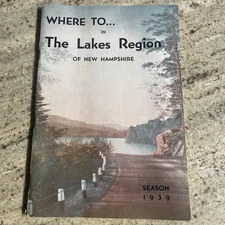 WHERE TO...
IN
The Lakes Region
OF NEW HAMPSHIRE
SEASON
1939